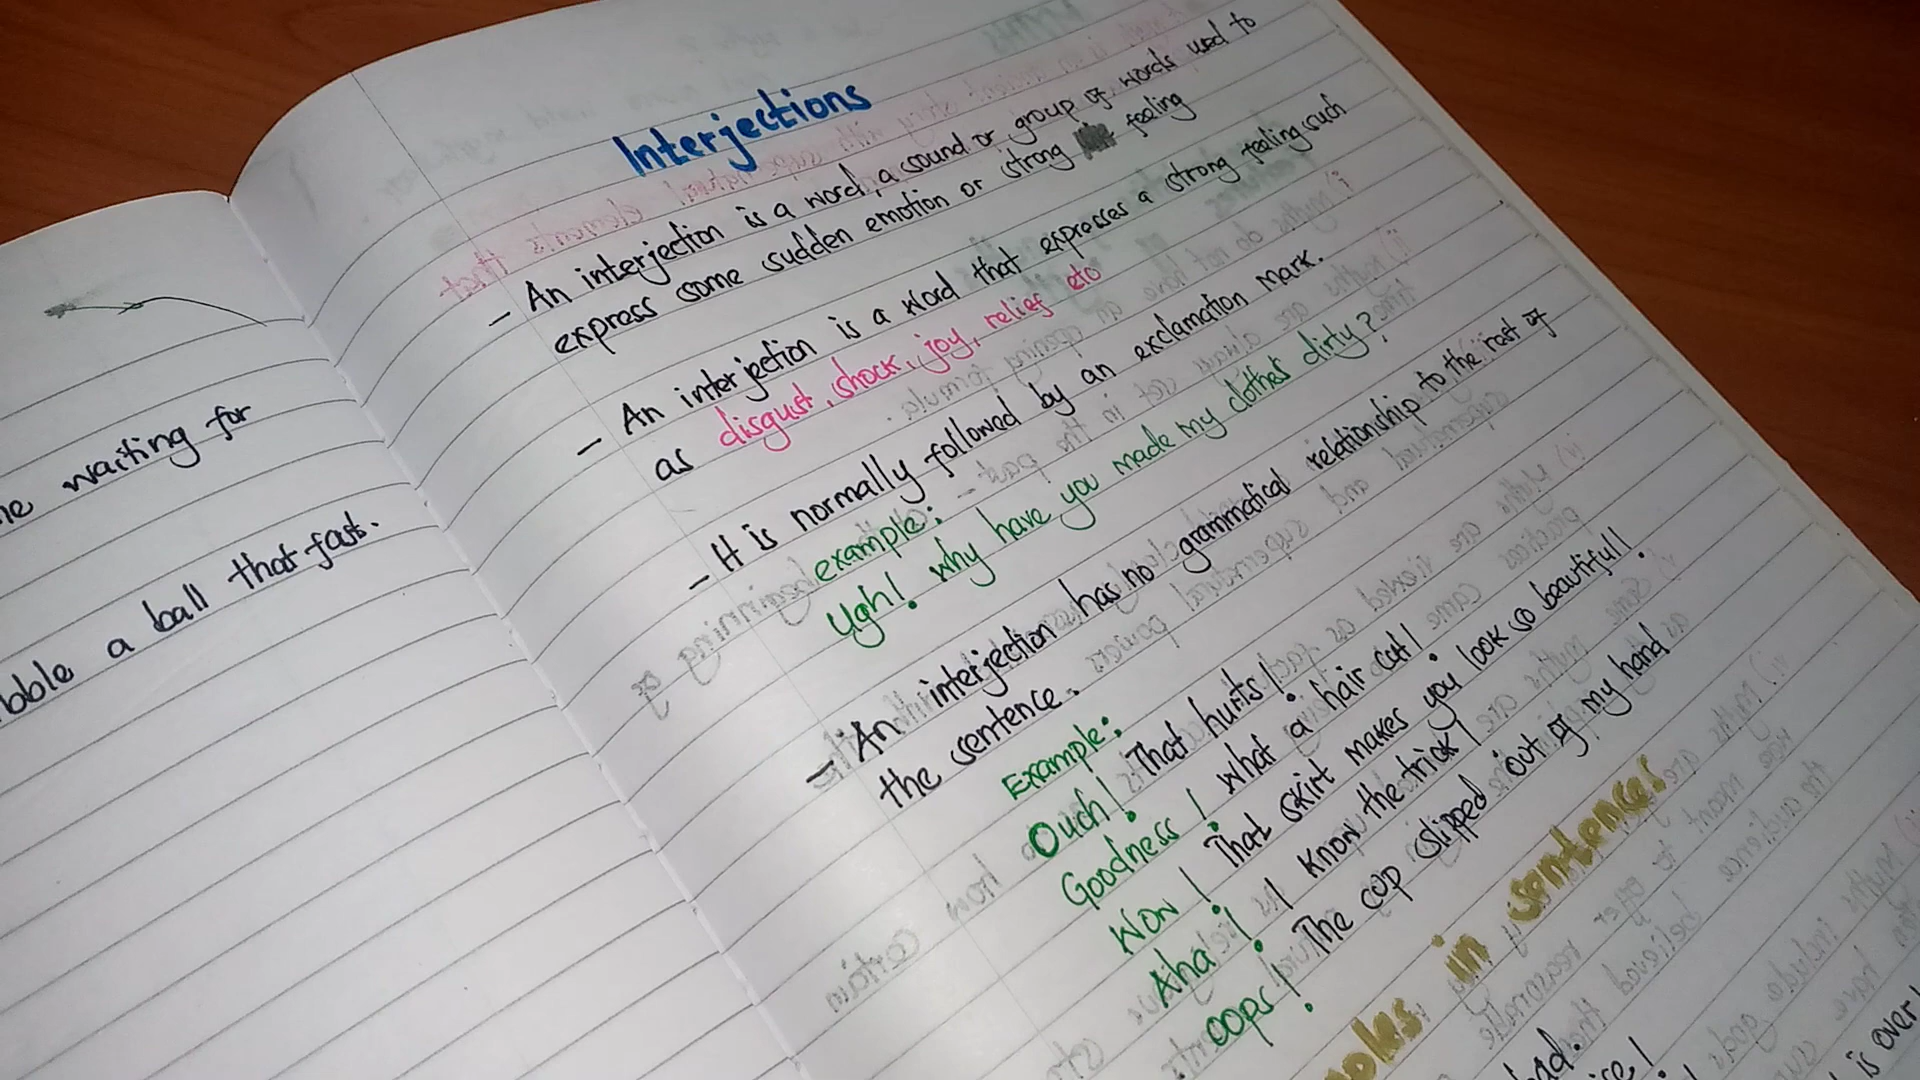 waiting for
a ball that fast.
Interjections
- An interjection is a word, a sound or group of words used to
express some sudden emotion or strong feeling
- An interjection is a word that expresses a strong feeling such
as disgust, shock, joy, relief etc
- It is normally followed by an exclamation mark.
example:
Ugh! why have you made my clothes dirty?
- An interjection has no grammatical relationship to the rest of
the sentence.
Example:
Ouch! That hurts!
Goodness! what a hair cut!
Wow! That skirt makes you look so beautiful!
Aha! I know the trick!
oops! The cup slipped out of my hand
in sentences
is over!